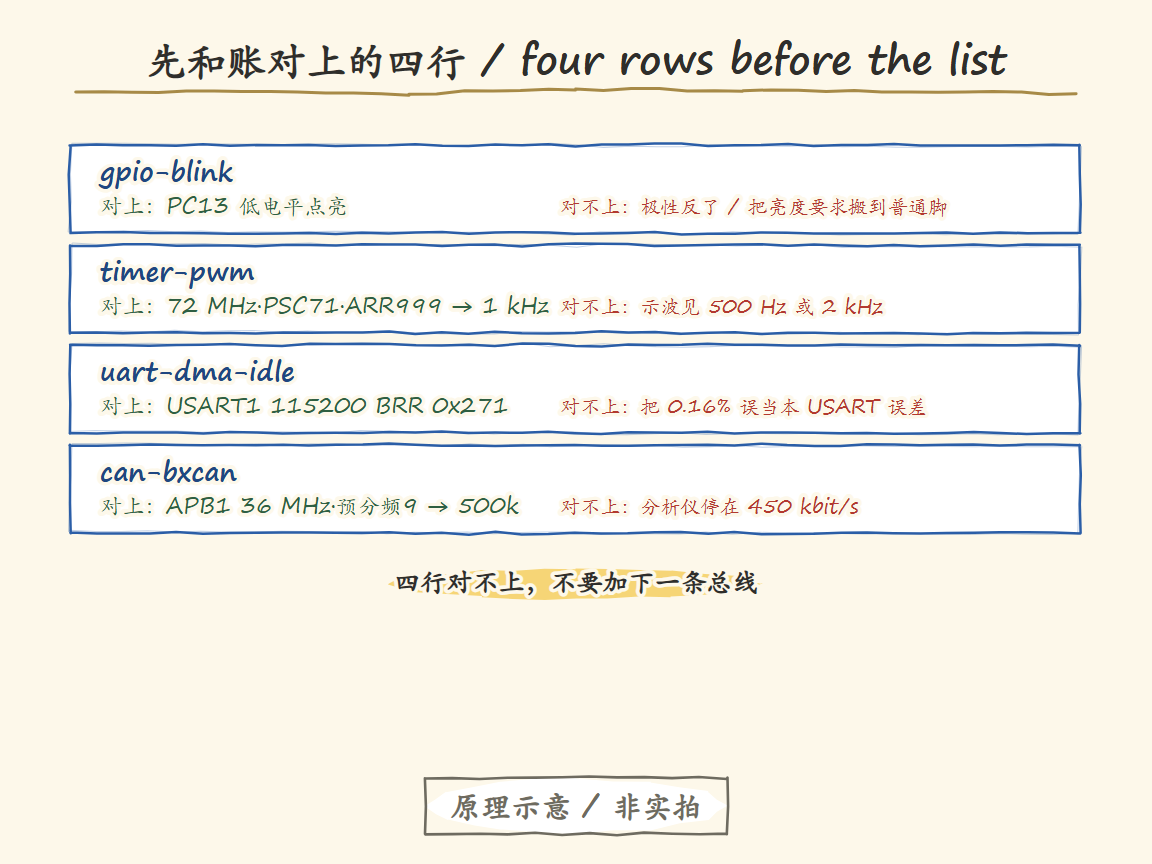 先和账对上的四行 / four rows before the list
gpio-blink
对上：PC13 低电平点亮 对不上：极性反了 / 把亮度要求搬到普通脚
timer-pwm
对上：72 MHz·PSC71·ARR999 → 1 kHz 对不上：示波见 500 Hz 或 2 kHz
uart-dma-idle
对上：USART1 115200 BRR 0x271 对不上：把 0.16% 误当本 USART 误差
can-bxcan
对上：APB1 36 MHz·预分频9 → 500k 对不上：分析仪停在 450 kbit/s
四行对不上，不要加下一条总线
原理示意 / 非实拍